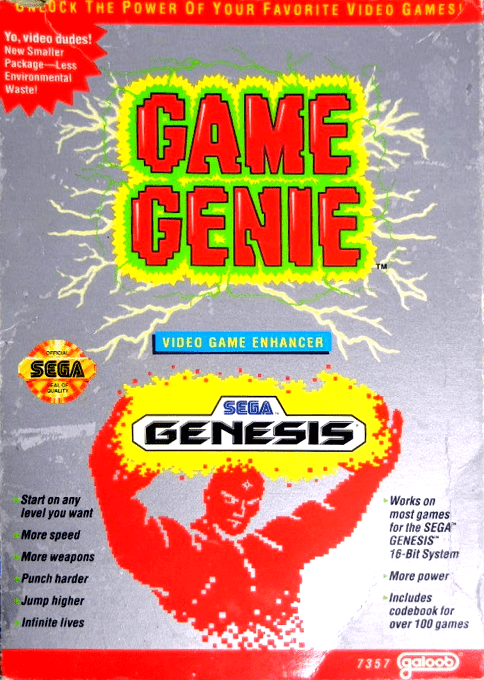 UNLOCK THE POWER OF YOUR FAVORITE VIDEO GAMES!
Yo, video dudes!
New Smaller
Package—Less
Environmental
Waste!
GAME
GENIE
TM
VIDEO GAME ENHANCER
OFFICIAL
SEGA
SEAL OF
QUALITY
SEGA
GENESIS
Start on any
level you want
More speed
More weapons
Punch harder
Jump higher
Infinite lives
Works on
most games
for the SEGA™
GENESIS™
16-Bit System
More power
Includes
codebook for
over 100 games
7357 galoob